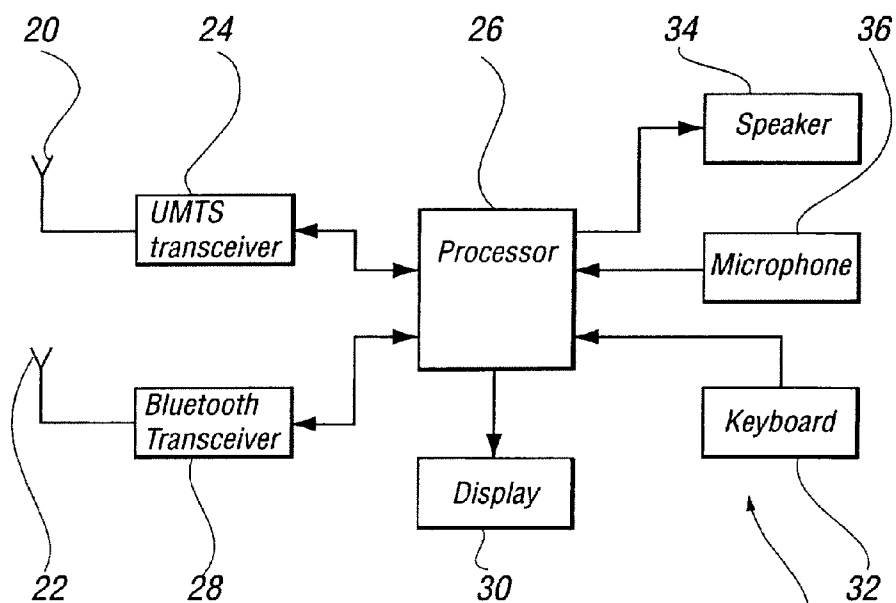 20
24
26
34
36
Speaker
UMTS
transceiver
Processor
Microphone
Bluetooth
Transceiver
Keyboard
Display
22
28
30
32